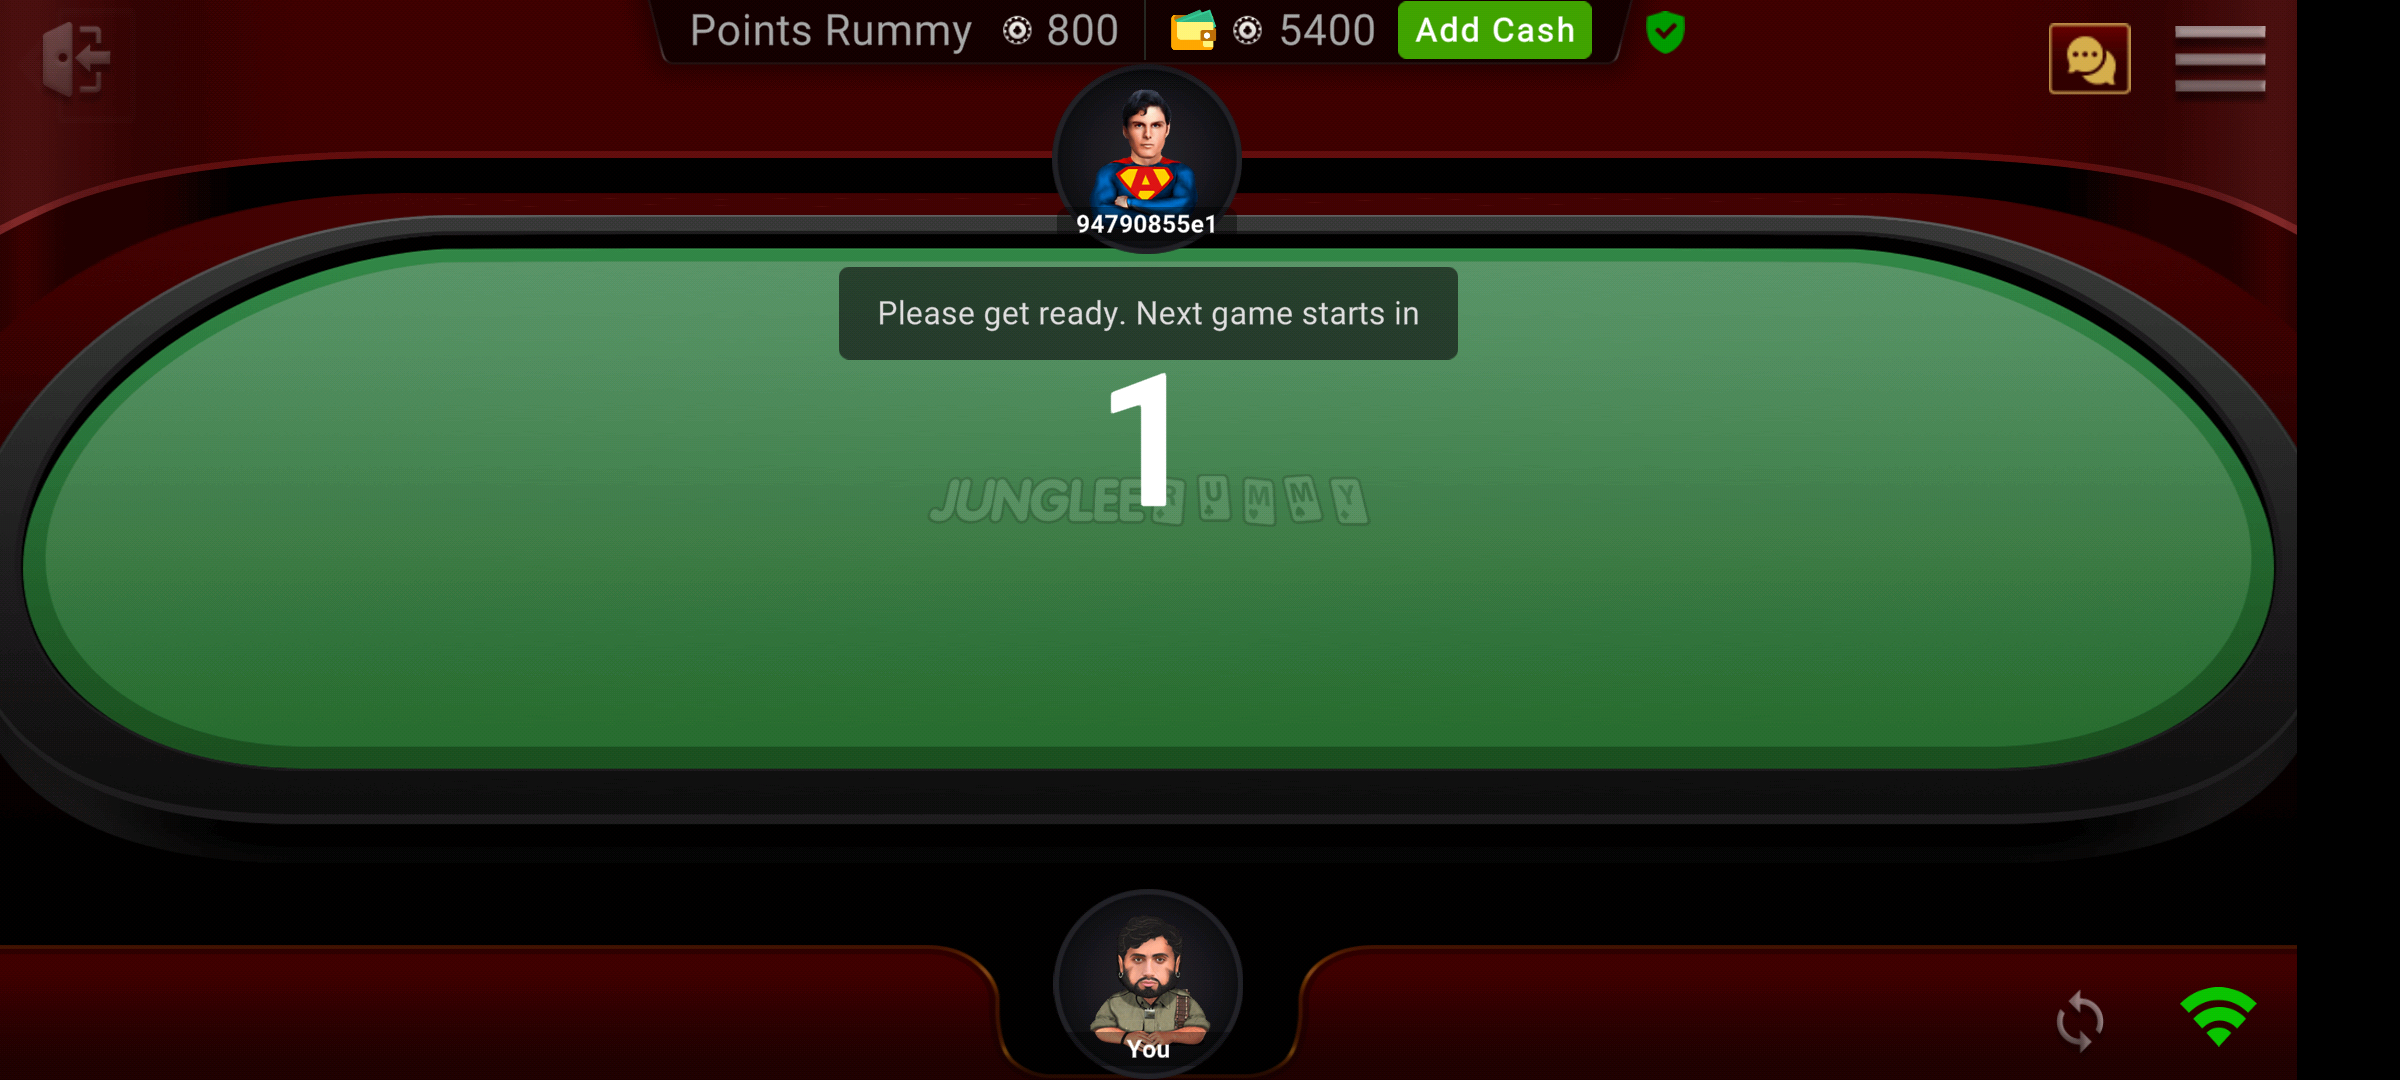 Points Rummy 800 5400 Add Cash
A
94790855e1
Please get ready. Next game starts in
1
JUNGLEE RUMMY
You